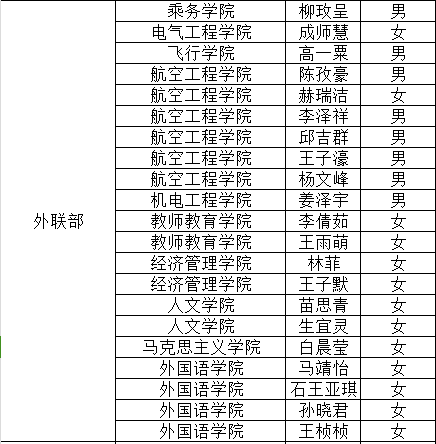 乘务学院 柳玫呈 男
电气工程学院 成师慧 女
飞行学院 高一粟 男
航空工程学院 陈孜豪 男
航空工程学院 赫瑞洁 女
航空工程学院 李泽祥 男
航空工程学院 邱吉群 男
航空工程学院 王子濠 男
航空工程学院 杨文峰 男
机电工程学院 姜泽宇 男
外联部 教师教育学院 李倩茹 女
教师教育学院 王雨萌 女
经济管理学院 林菲 女
经济管理学院 王子默 女
人文学院 苗思青 女
人文学院 生宜灵 女
马克思主义学院 白晨莹 女
外国语学院 马靖怡 女
外国语学院 石王亚琪 女
外国语学院 孙晓君 女
外国语学院 王桢桢 女